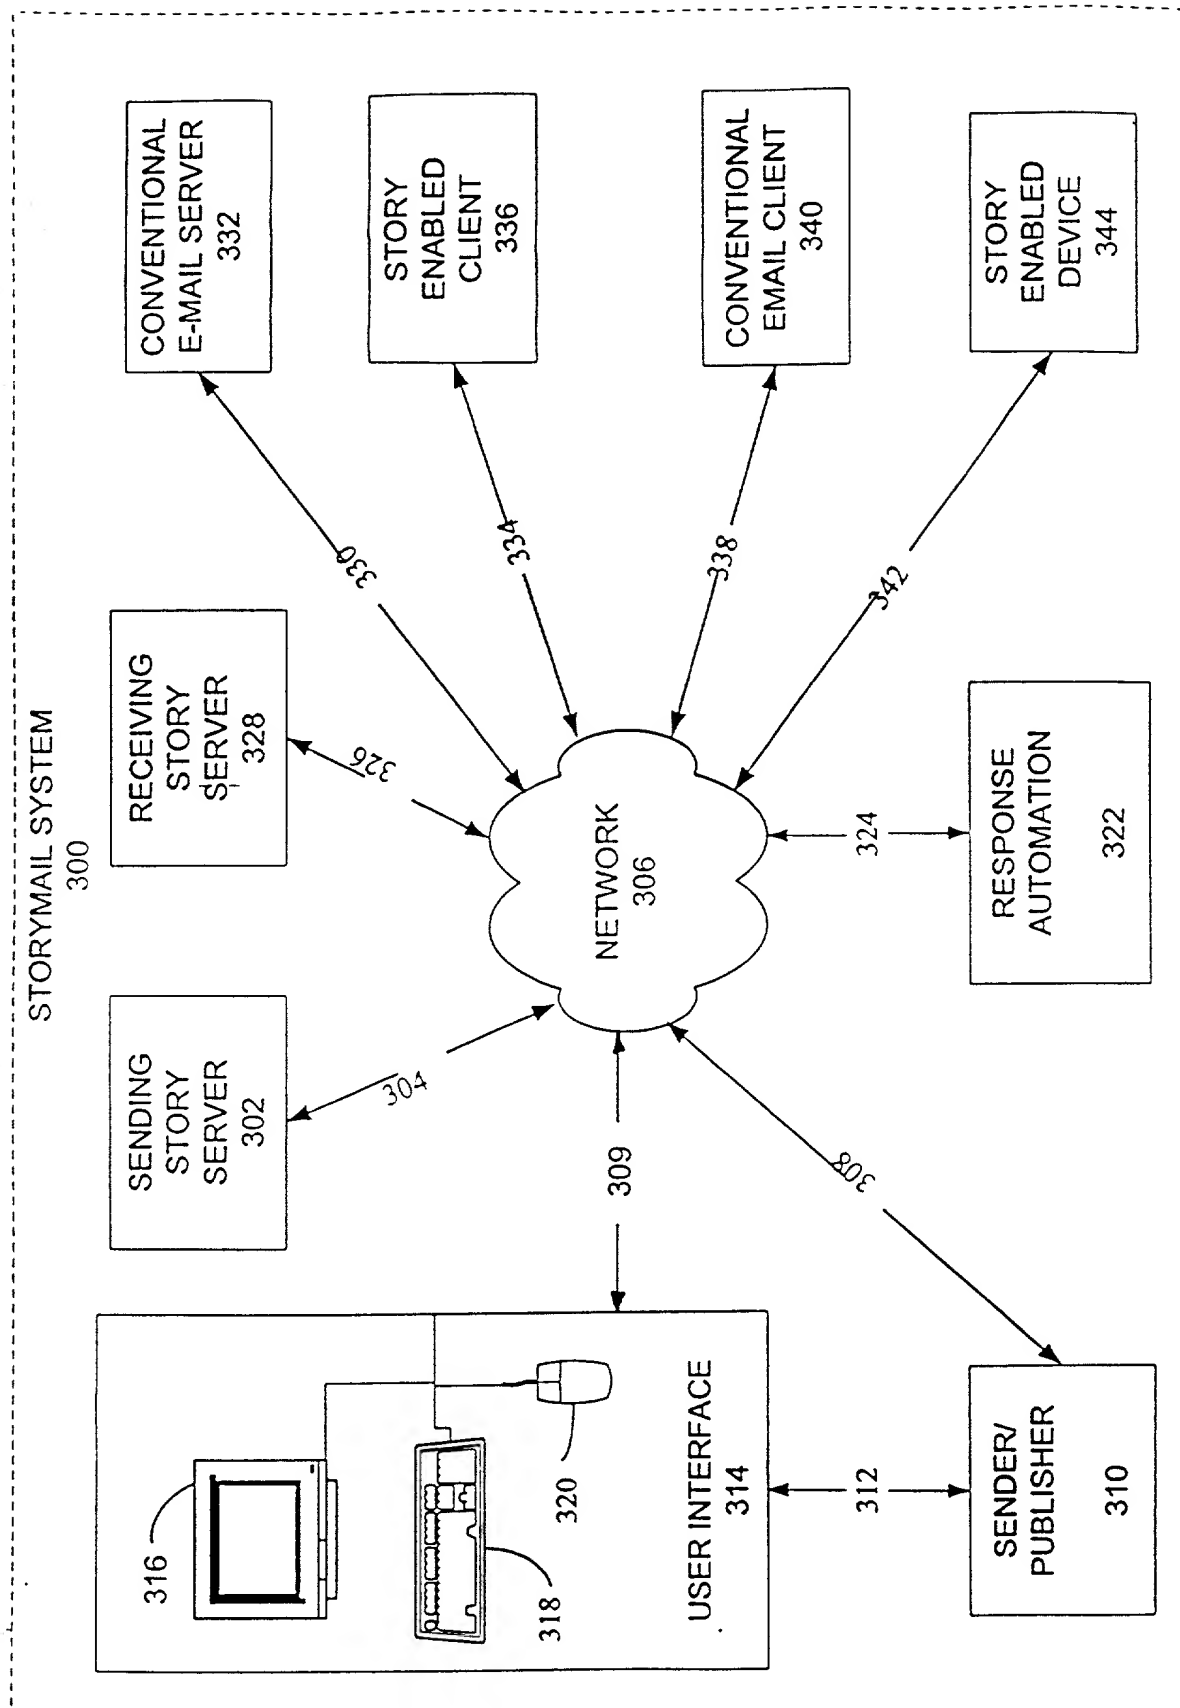 STORYMAIL SYSTEM
300
SENDING
STORY
SERVER
302
RECEIVING
STORY
SERVER
328
CONVENTIONAL
E-MAIL SERVER
332
316
318
320
USER INTERFACE
314
304
326
330
309
NETWORK
306
334
STORY
ENABLED
CLIENT
336
338
CONVENTIONAL
EMAIL CLIENT
340
312
308
324
342
SENDER/
PUBLISHER
310
RESPONSE
AUTOMATION
322
STORY
ENABLED
DEVICE
344